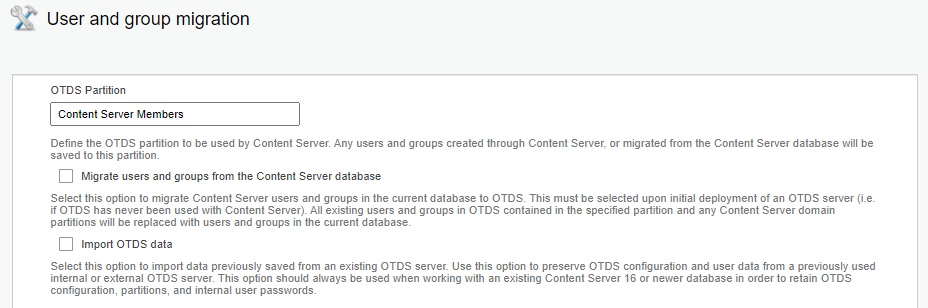 User and group migration
OTDS Partition
Content Server Members
Define the OTDS partition to be used by Content Server. Any users and groups created through Content Server, or migrated from the Content Server database will be
saved to this partition.
Migrate users and groups from the Content Server database
Select this option to migrate Content Server users and groups in the current database to OTDS. This must be selected upon initial deployment of an OTDS server (i.e.
if OTDS has never been used with Content Server). All existing users and groups in OTDS contained in the specified partition and any Content Server domain
partitions will be replaced with users and groups in the current database.
Import OTDS data
Select this option to import data previously saved from an existing OTDS server. Use this option to preserve OTDS configuration and user data from a previously used
internal or external OTDS server. This option should always be used when working with an existing Content Server 16 or newer database in order to retain OTDS
configuration, partitions, and internal user passwords.